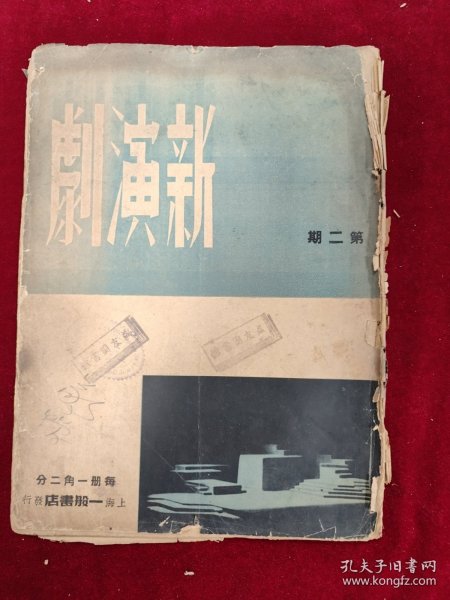 新演劇
第二期
每册一角二分
上海一般書店發行
孔夫子旧书网
www.kongfz.com